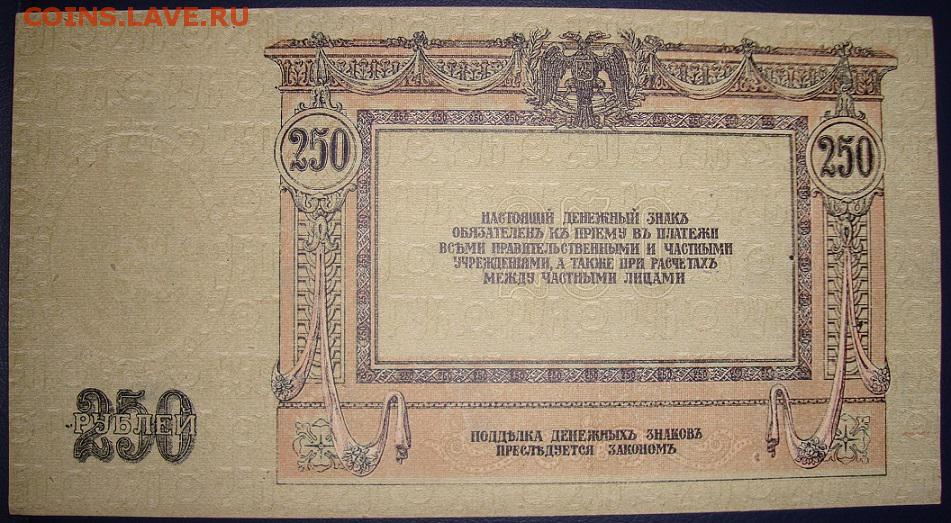 COINS.LAVE.RU
250
250
НАСТОЯЩІЙ ДЕНЕЖНЫЙ ЗНАКЪ
ОБЯЗАТЕЛЕНЪ КЪ ПРІЕМУ ВЪ ПЛАТЕЖИ
ВСѢМИ ПРАВИТЕЛЬСТВЕННЫМИ И ЧАСТНЫМИ
УЧРЕЖДЕНІЯМИ, А ТАКЖЕ ПРИ РАСЧЕТАХЪ
МЕЖДУ ЧАСТНЫМИ ЛИЦАМИ
250
РУБЛЕЙ
ПОДДѢЛКА ДЕНЕЖНЫХЪ ЗНАКОВЪ
ПРЕСЛѢДУЕТСЯ ЗАКОНОМЪ